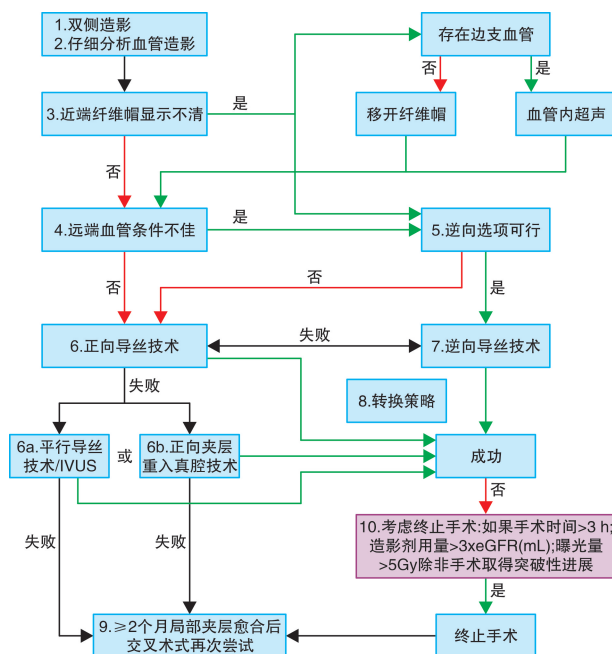 1.双侧造影
2.仔细分析血管造影
存在边支血管
否
是
3.近端纤维帽显示不清
是
移开纤维帽
血管内超声
否
4.远端血管条件不佳
是
5.逆向选项可行
否
否
是
6.正向导丝技术
失败
7.逆向导丝技术
失败
8.转换策略
6a.平行导丝
技术/IVUS
或
6b.正向夹层
重入真腔技术
成功
否
失败
失败
10.考虑终止手术:如果手术时间>3 h;
造影剂用量>3xeGFR(mL);曝光量
>5Gy除非手术取得突破性进展
是
9.≥2个月局部夹层愈合后
交叉术式再次尝试
终止手术